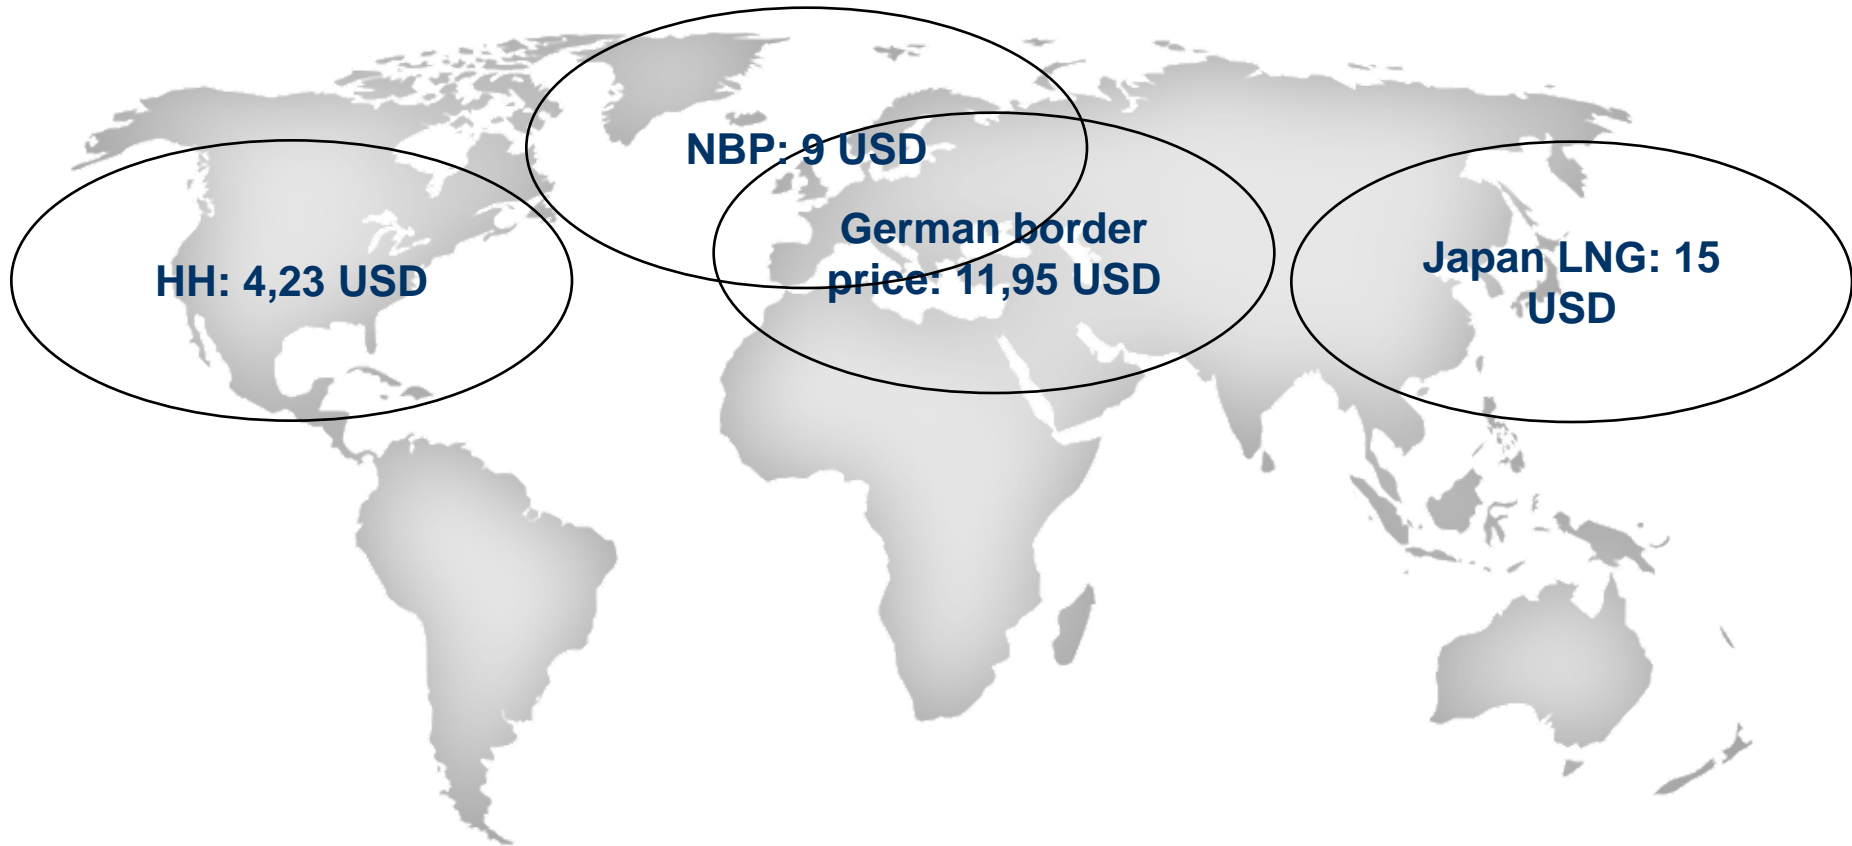 NBP: 9 USD
German border
price: 11,95 USD
HH: 4,23 USD
Japan LNG: 15
USD